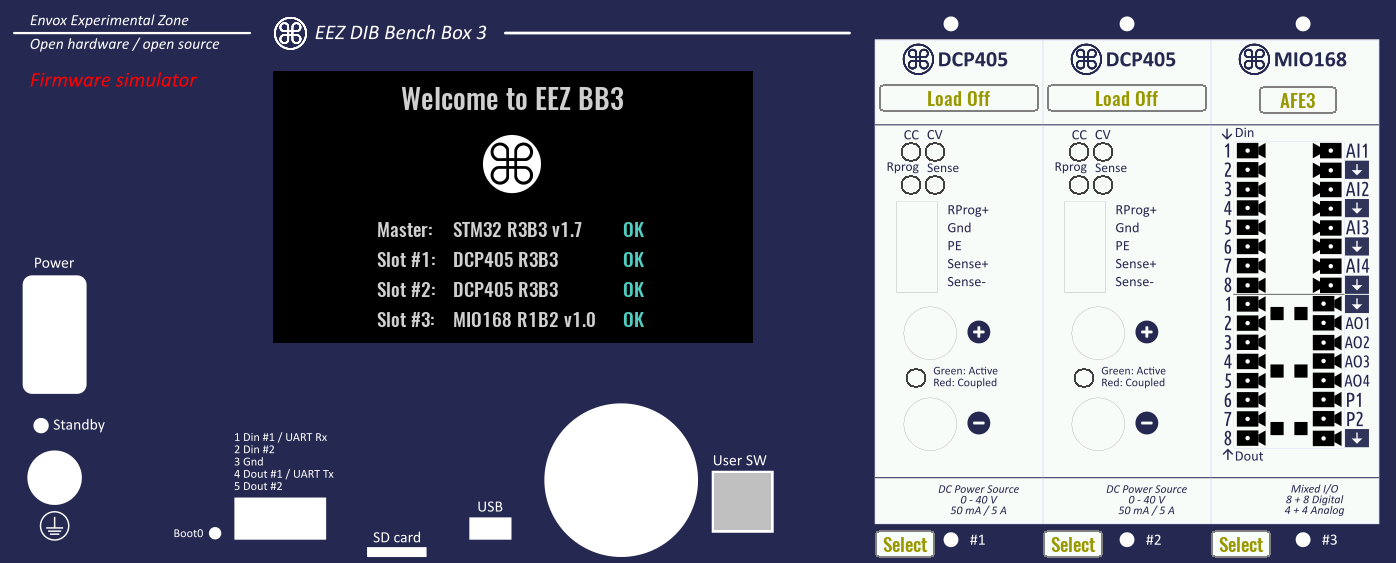 Envox Experimental Zone
Open hardware / open source
Firmware simulator
EEZ DIB Bench Box 3
Welcome to EEZ BB3
Master: STM32 R3B3 v1.7 OK
Slot #1: DCP405 R3B3 OK
Slot #2: DCP405 R3B3 OK
Slot #3: MIO168 R1B2 v1.0 OK
Power
Standby
1 Din #1 / UART Rx
2 Din #2
3 Gnd
4 Dout #1 / UART Tx
5 Dout #2
Boot0
SD card
USB
User SW
DCP405
Load Off
CC CV
Rprog Sense
RProg+
Gnd
PE
Sense+
Sense-
Green: Active
Red: Coupled
DC Power Source
0 - 40 V
50 mA / 5 A
Select #1
DCP405
Load Off
CC CV
Rprog Sense
RProg+
Gnd
PE
Sense+
Sense-
Green: Active
Red: Coupled
DC Power Source
0 - 40 V
50 mA / 5 A
Select #2
MIO168
AFE3
Din
1 AI1
2
3 AI2
4
5 AI3
6
7 AI4
8
1
2 AO1
3 AO2
4 AO3
5 AO4
6 P1
7 P2
8
Dout
Mixed I/O
8 + 8 Digital
4 + 4 Analog
Select #3